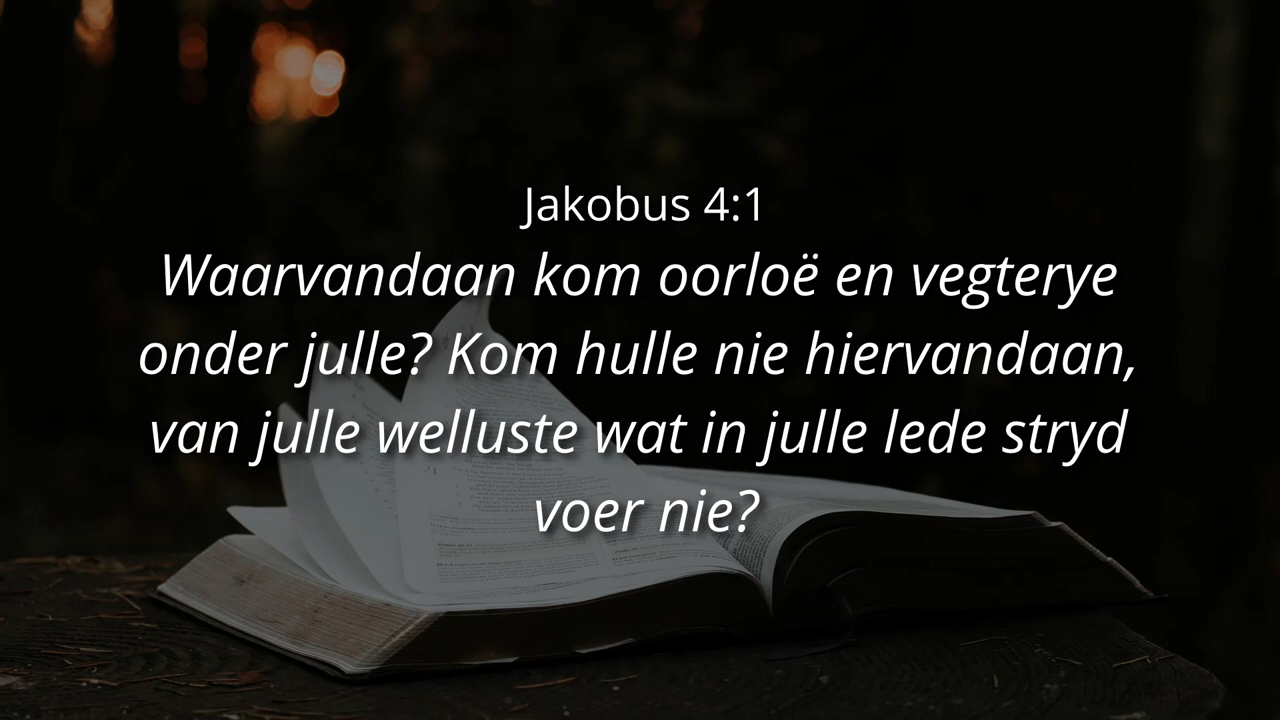 Jakobus 4:1
Waarvandaan kom oorloë en vegterye
onder julle? Kom hulle nie hiervandaan,
van julle welluste wat in julle lede stryd
voer nie?